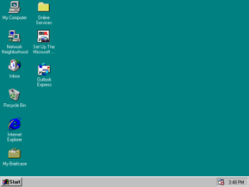 My Computer
Online
Services
Network
Neighborhood
Set Up The
Microsoft ...
Inbox
Outlook
Express
Recycle Bin
Internet
Explorer
My Briefcase
Start
3:48 PM